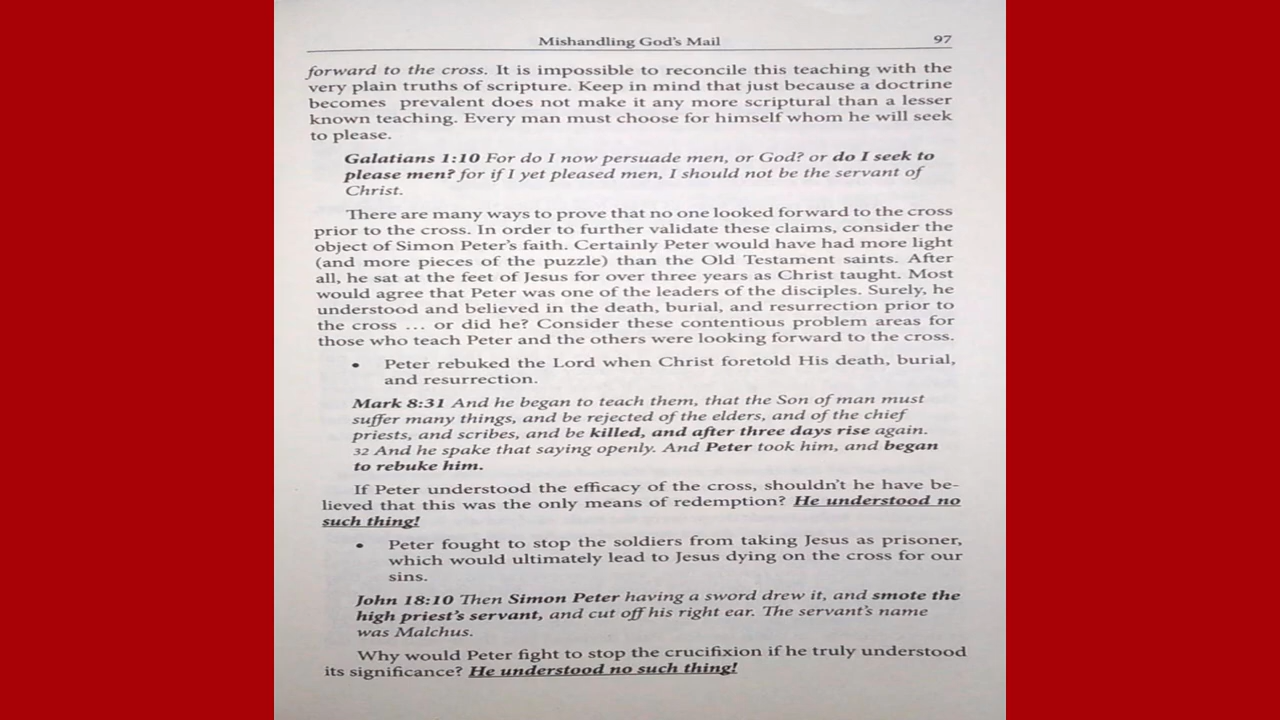 Mishandling God's Mail 97
forward to the cross. It is impossible to reconcile this teaching with the
very plain truths of scripture. Keep in mind that just because a doctrine
becomes prevalent does not make it any more scriptural than a lesser
known teaching. Every man must choose for himself whom he will seek
to please.
Galatians 1:10 For do I now persuade men, or God? or do I seek to
please men? for if I yet pleased men, I should not be the servant of
Christ.
There are many ways to prove that no one looked forward to the cross
prior to the cross. In order to further validate these claims, consider the
object of Simon Peter's faith. Certainly Peter would have had more light
(and more pieces of the puzzle) than the Old Testament saints. After
all, he sat at the feet of Jesus for over three years as Christ taught. Most
would agree that Peter was one of the leaders of the disciples. Surely, he
understood and believed in the death, burial, and resurrection prior to
the cross ... or did he? Consider these contentious problem areas for
those who teach Peter and the others were looking forward to the cross.
• Peter rebuked the Lord when Christ foretold His death, burial,
and resurrection.
Mark 8:31 And he began to teach them, that the Son of man must
suffer many things, and be rejected of the elders, and of the chief
priests, and scribes, and be killed, and after three days rise again.
32 And he spake that saying openly. And Peter took him, and began
to rebuke him.
If Peter understood the efficacy of the cross, shouldn't he have be-
lieved that this was the only means of redemption? He understood no
such thing!
• Peter fought to stop the soldiers from taking Jesus as prisoner,
which would ultimately lead to Jesus dying on the cross for our
sins.
John 18:10 Then Simon Peter having a sword drew it, and smote the
high priest's servant, and cut off his right ear. The servant's name
was Malchus.
Why would Peter fight to stop the crucifixion if he truly understood
its significance? He understood no such thing!